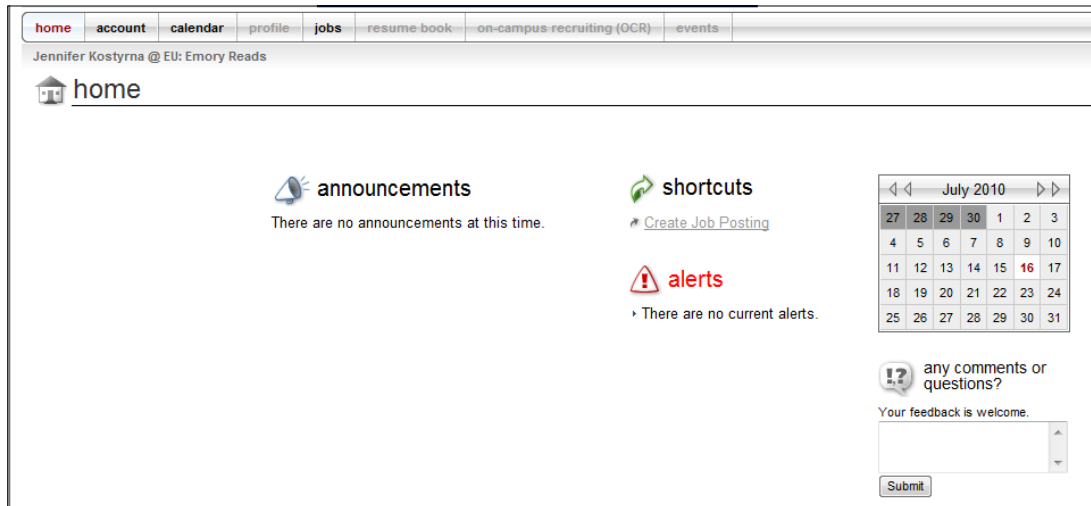 home account calendar profile jobs resume book on-campus recruiting (OCR) events
Jennifer Kostyrna @ EU: Emory Reads
home
announcements
There are no announcements at this time.
shortcuts
Create Job Posting
alerts
There are no current alerts.
July 2010
27 28 29 30 1 2 3
4 5 6 7 8 9 10
11 12 13 14 15 16 17
18 19 20 21 22 23 24
25 26 27 28 29 30 31
!?
any comments or
questions?
Your feedback is welcome.
Submit